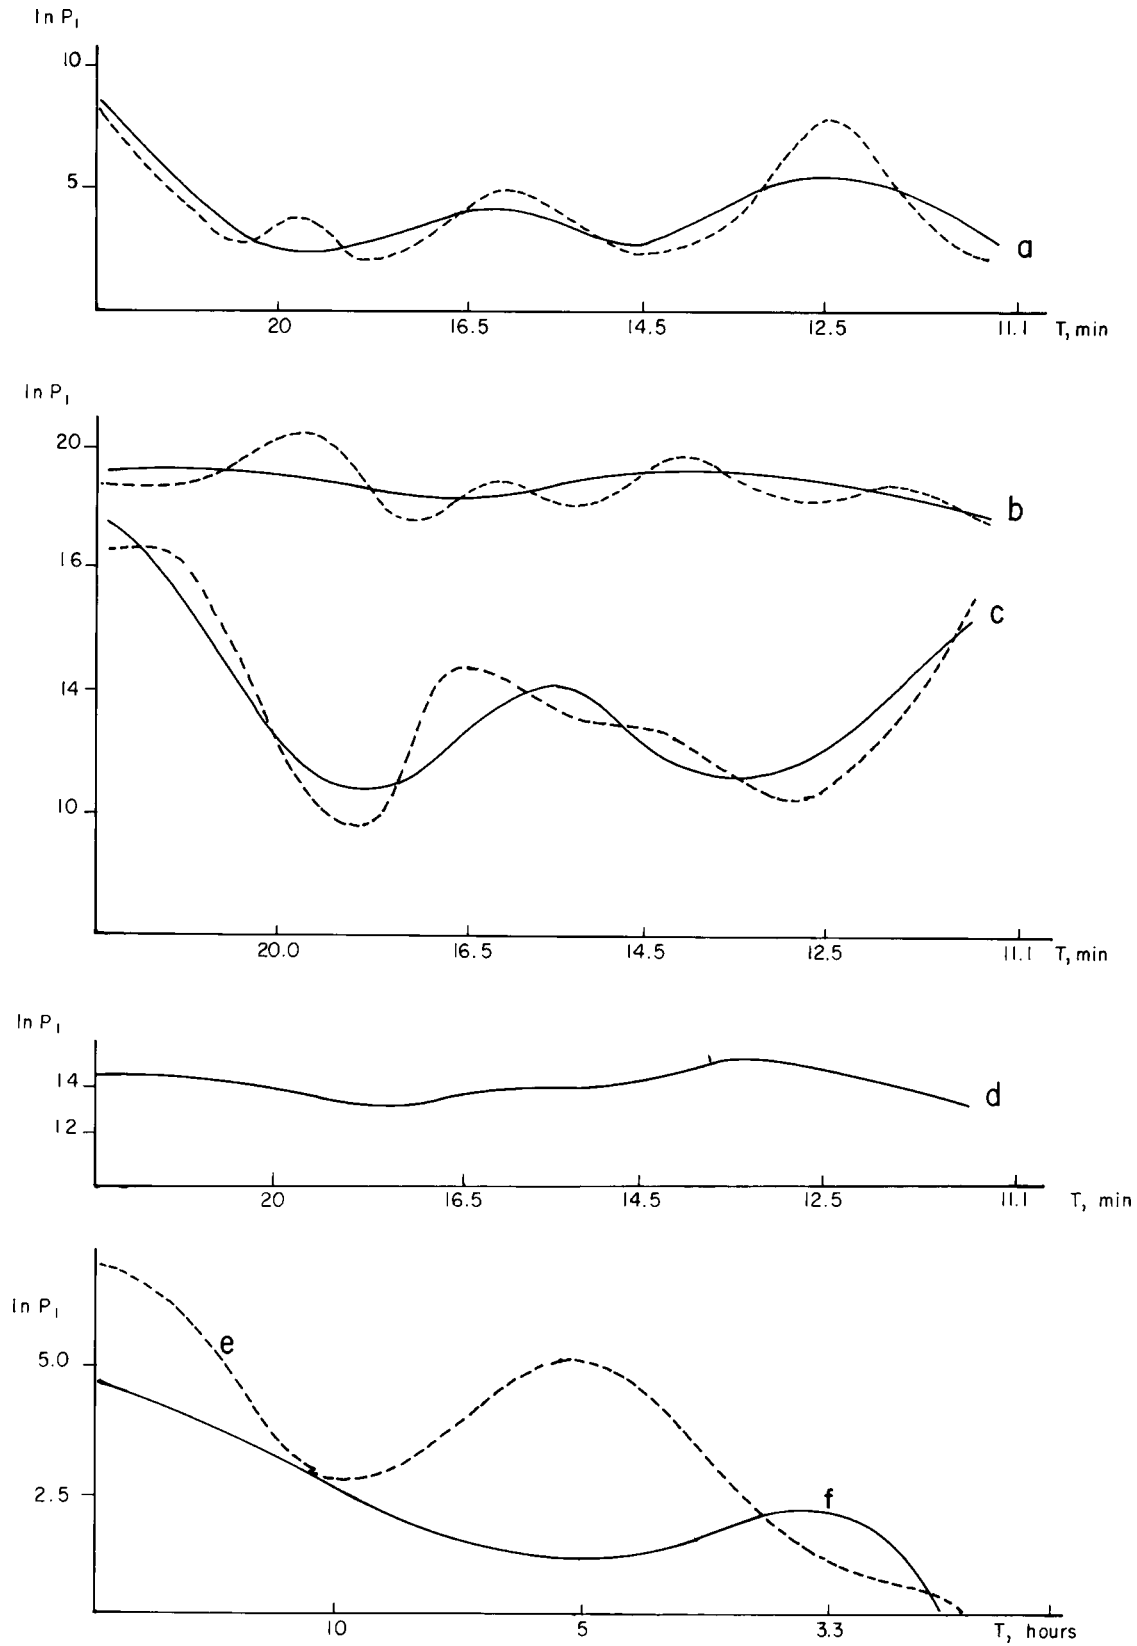 ln P₁
10
5
a
20 16.5 14.5 12.5 11.1 T, min
ln P₁
20
b
16
c
14
10
20.0 16.5 14.5 12.5 11.1 T, min
ln P₁
14
d
12
20 16.5 14.5 12.5 11.1 T, min
ln P₁
e
5.0
2.5
f
10 5 3.3 T, hours